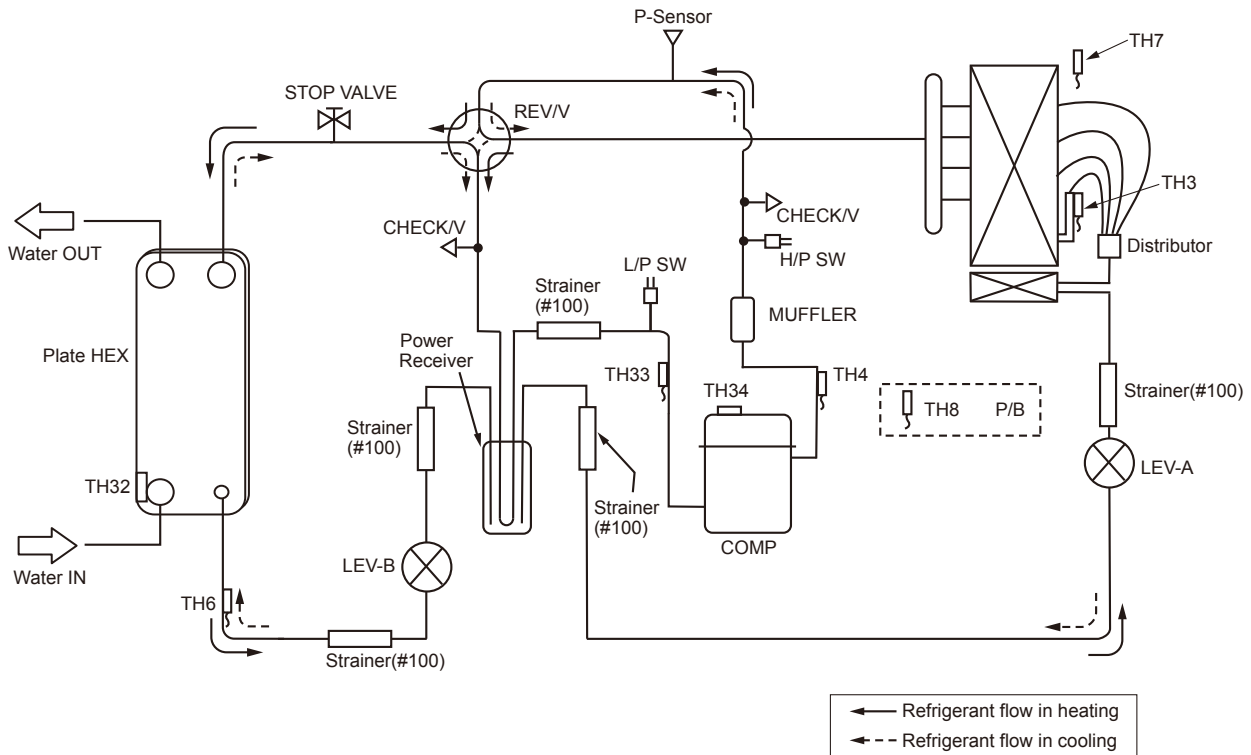 P-Sensor
TH7
STOP VALVE
REV/V
TH3
Water OUT
CHECK/V
CHECK/V
Distributor
L/P SW
H/P SW
Strainer
(#100)
MUFFLER
Plate HEX
Power
Receiver
TH33
TH34
TH4
TH8 P/B
Strainer(#100)
Strainer
(#100)
LEV-A
TH32
Strainer
(#100)
COMP
Water IN
LEV-B
TH6
Strainer(#100)
Refrigerant flow in heating
Refrigerant flow in cooling